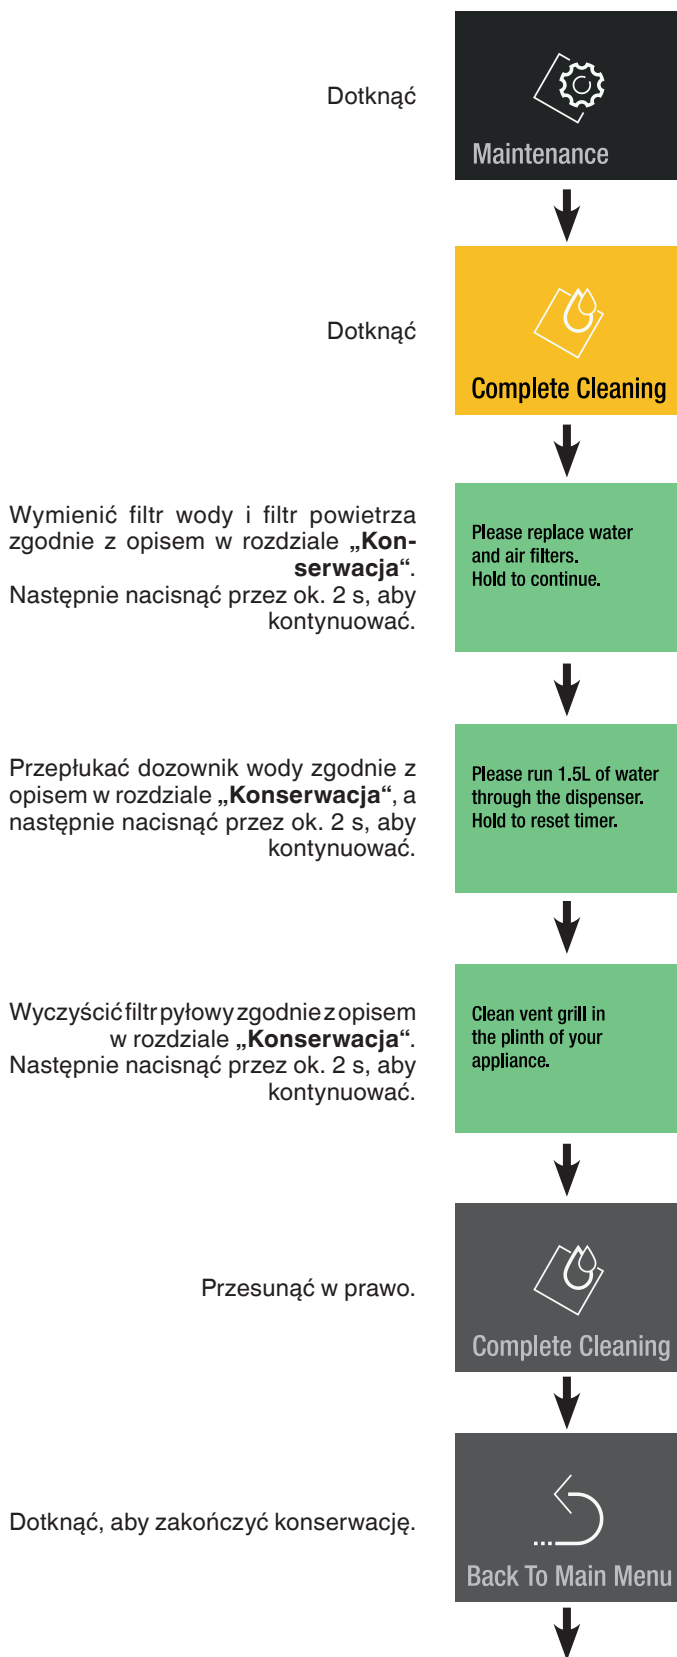 Dotknąć
Maintenance
Dotknąć
Complete Cleaning
Wymienić filtr wody i filtr powietrza
zgodnie z opisem w rozdziale „Kon-
serwacja“.
Następnie nacisnąć przez ok. 2 s, aby
kontynuować.
Please replace water
and air filters.
Hold to continue.
Przepłukać dozownik wody zgodnie z
opisem w rozdziale „Konserwacja“, a
następnie nacisnąć przez ok. 2 s, aby
kontynuować.
Please run 1.5L of water
through the dispenser.
Hold to reset timer.
Wyczyścić filtr pyłowy zgodnie z opisem
w rozdziale „Konserwacja“.
Następnie nacisnąć przez ok. 2 s, aby
kontynuować.
Clean vent grill in
the plinth of your
appliance.
Przesunąć w prawo.
Complete Cleaning
Dotknąć, aby zakończyć konserwację.
Back To Main Menu